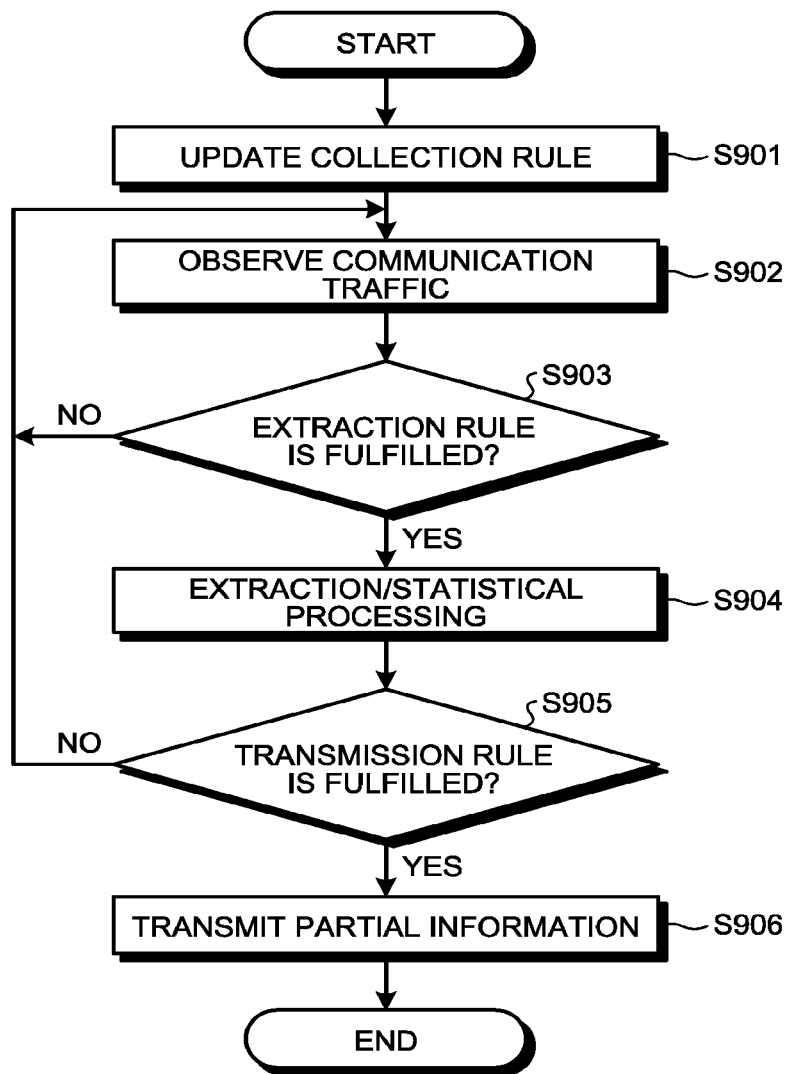 START
UPDATE COLLECTION RULE
S901
OBSERVE COMMUNICATION
TRAFFIC
S902
S903
NO
EXTRACTION RULE
IS FULFILLED?
YES
EXTRACTION/STATISTICAL
PROCESSING
S904
S905
NO
TRANSMISSION RULE
IS FULFILLED?
YES
TRANSMIT PARTIAL INFORMATION
S906
END